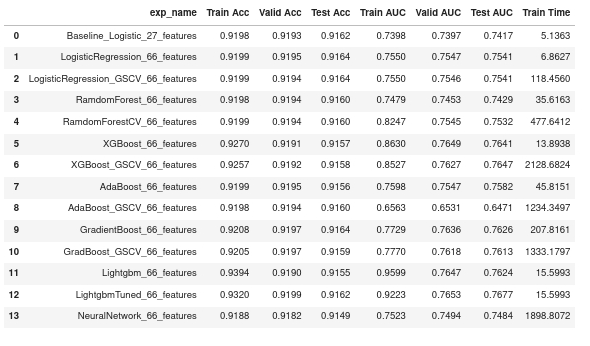 exp_name Train Acc Valid Acc Test Acc Train AUC Valid AUC Test AUC Train Time
0 Baseline_Logistic_27_features 0.9198 0.9193 0.9162 0.7398 0.7397 0.7417 5.1363
1 LogisticRegression_66_features 0.9199 0.9195 0.9164 0.7550 0.7547 0.7541 6.8627
2 LogisticRegression_GSCV_66_features 0.9199 0.9194 0.9164 0.7550 0.7546 0.7541 118.4560
3 RamdomForest_66_features 0.9198 0.9194 0.9160 0.7479 0.7453 0.7429 35.6163
4 RamdomForestCV_66_features 0.9199 0.9194 0.9160 0.8247 0.7545 0.7532 477.6412
5 XGBoost_66_features 0.9270 0.9191 0.9157 0.8630 0.7649 0.7641 13.8938
6 XGBoost_GSCV_66_features 0.9257 0.9192 0.9158 0.8527 0.7627 0.7647 2128.6824
7 AdaBoost_66_features 0.9199 0.9195 0.9156 0.7598 0.7547 0.7582 45.8151
8 AdaBoost_GSCV_66_features 0.9198 0.9194 0.9160 0.6563 0.6531 0.6471 1234.3497
9 GradientBoost_66_features 0.9208 0.9197 0.9164 0.7729 0.7636 0.7626 207.8161
10 GradBoost_GSCV_66_features 0.9205 0.9197 0.9159 0.7770 0.7618 0.7613 1333.1797
11 Lightgbm_66_features 0.9394 0.9190 0.9155 0.9599 0.7647 0.7624 15.5993
12 LightgbmTuned_66_features 0.9320 0.9199 0.9162 0.9223 0.7653 0.7677 15.5993
13 NeuralNetwork_66_features 0.9188 0.9182 0.9149 0.7523 0.7494 0.7484 1898.8072